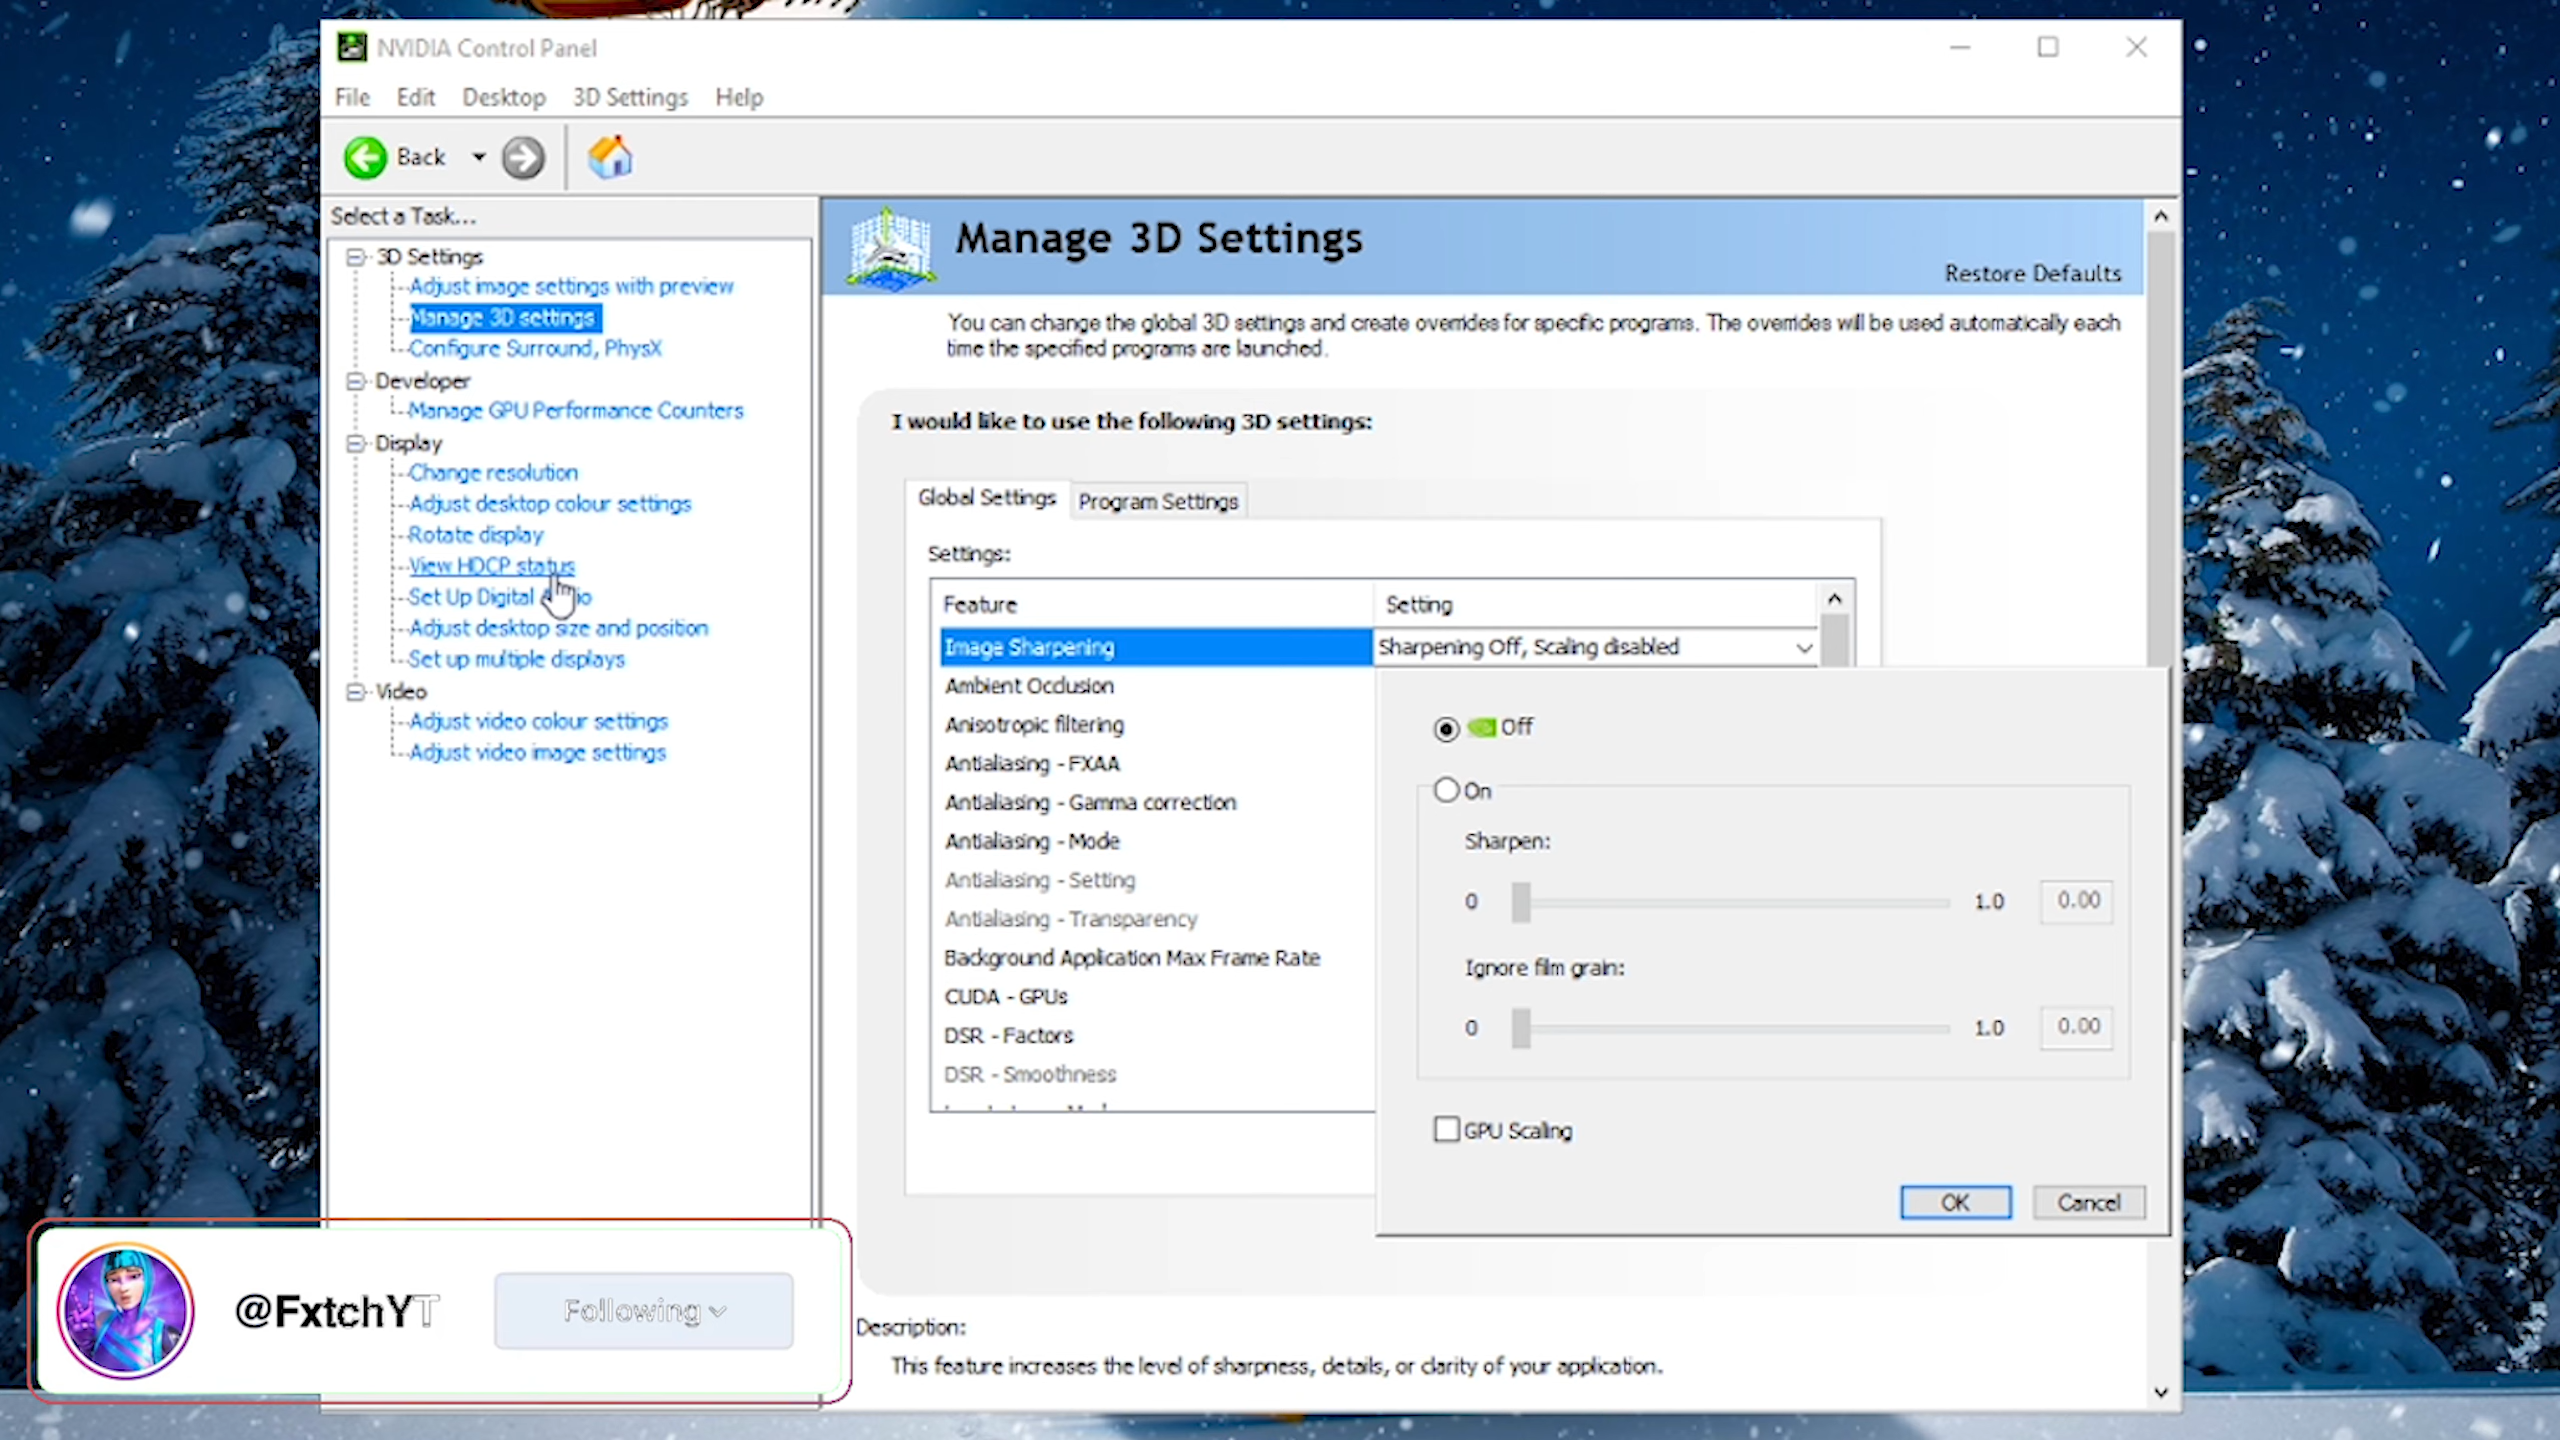 NVIDIA Control Panel
File Edit Desktop 3D Settings Help
Back
Select a Task...
3D Settings
Adjust image settings with preview
Manage 3D settings
Configure Surround, PhysX
Developer
Manage GPU Performance Counters
Display
Change resolution
Adjust desktop colour settings
Rotate display
View HDCP status
Set Up Digital
Adjust desktop size and position
Set up multiple displays
Video
Adjust video colour settings
Adjust video image settings
Manage 3D Settings
Restore Defaults
You can change the global 3D settings and create overrides for specific programs. The overrides will be used automatically each
time the specified programs are launched.
I would like to use the following 3D settings:
Global Settings Program Settings
Settings:
Feature Setting
Image Sharpening Sharpening Off, Scaling disabled
Ambient Occlusion
Anisotropic filtering
Antialiasing - FXAA
Antialiasing - Gamma correction
Antialiasing - Mode
Antialiasing - Setting
Antialiasing - Transparency
Background Application Max Frame Rate
CUDA - GPUs
DSR - Factors
DSR - Smoothness
Off
On
Sharpen:
0 1.0 0.00
Ignore film grain:
0 1.0 0.00
GPU Scaling
OK Cancel
@FxtchYT Following
Description:
This feature increases the level of sharpness, details, or clarity of your application.